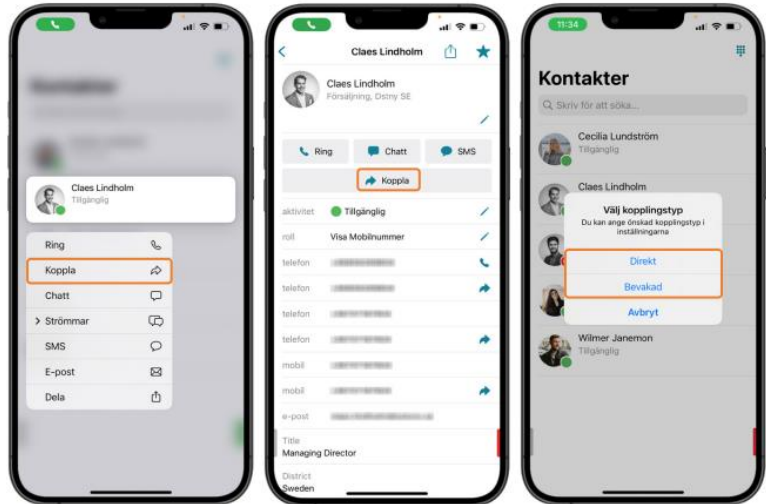 Claes Lindholm
Tillgänglig
Ring
Koppla
Chatt
Strömmar
SMS
E-post
Dela
Claes Lindholm
Claes Lindholm
Försäljning, Dstny SE
Ring
Chatt
SMS
Koppla
aktivitet
Tillgänglig
roll
Visa Mobilnummer
telefon
telefon
telefon
telefon
mobil
mobil
e-post
Title
Managing Director
District
Sweden
11:34
Kontakter
Skriv för att söka...
Cecilia Lundström
Tillgänglig
Claes Lindholm
Välj kopplingstyp
Du kan ange önskad kopplingstyp i
inställningarna
Direkt
Bevakad
Avbryt
Wilmer Janemon
Tillgänglig